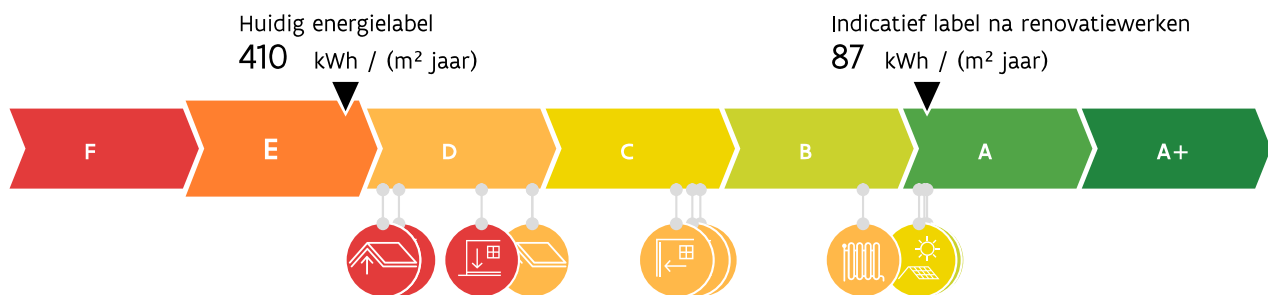 Huidig energielabel
410 kWh / (m² jaar)
Indicatief label na renovatiewerken
87 kWh / (m² jaar)
F E D C B A A+